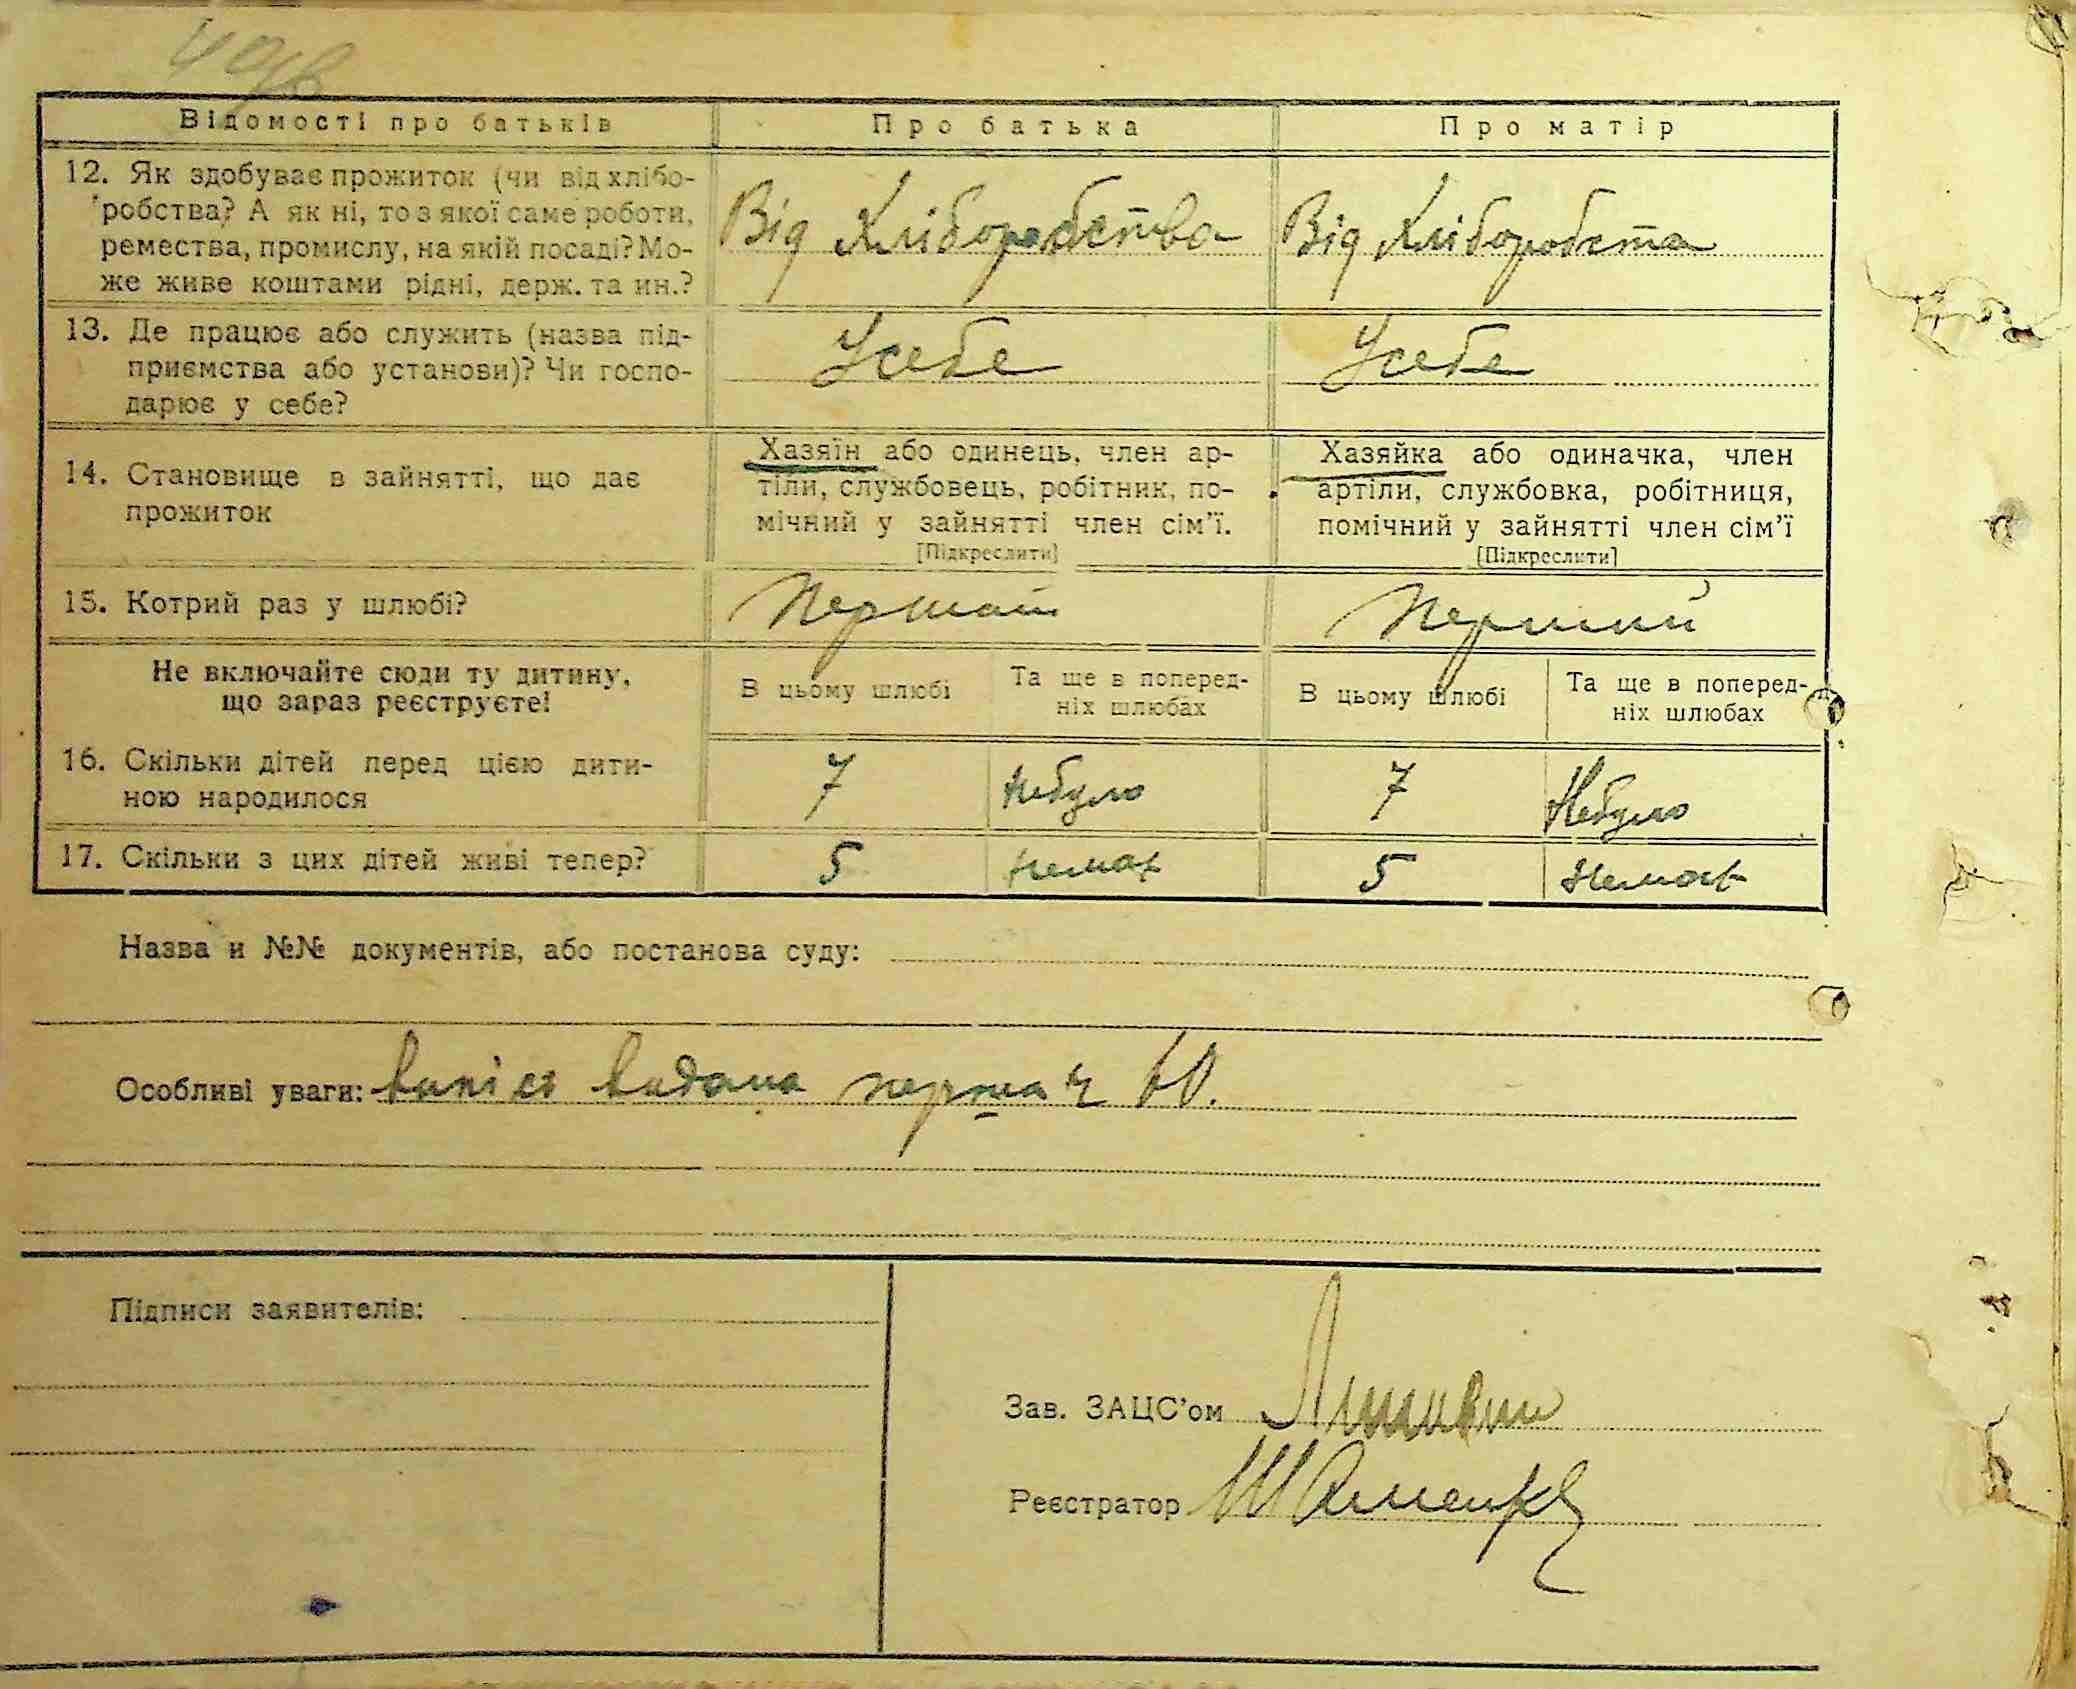 Відомості про батьків
Про батька
Про матір
12. Як здобуває прожиток (чи від хлібо-
робства? А як ні, то з якої саме роботи,
ремества, промислу, на якій посаді? Мо-
же живе коштами рідні, держ. та ин.?
Від Хліборобства
Від Хлібороб​ста
13. Де працює або служить (назва під-
приємства або установи)? Чи госпо-
дарює у себе?
Усебе
Усебе
14. Становище в зайнятті, що дає
прожиток
Хазяїн або одинець, член ар-
тіли, службовець, робітник, по-
мічний у зайнятті член сім’ї.
[Підкреслити]
Хазяйка або одиначка, член
артіли, службовка, робітниця,
помічний у зайнятті член сім’ї
[Підкреслити]
15. Котрий раз у шлюбі?
Перший
Перший
Не включайте сюди ту дитину,
що зараз реєструєте!
В цьому шлюбі
Та ще в поперед-
ніх шлюбах
В цьому шлюбі
Та ще в поперед-
ніх шлюбах
16. Скільки дітей перед цією дити-
ною народилося
7
Небуло
7
Небуло
17. Скільки з цих дітей живі тепер?
5
Немає
5
Немає
Назва и №№ документів, або постанова суду:
Особливі уваги: випіс видана перша ч
Підписи заявителів:
Зав. ЗАЦС’ом
Реєстратор